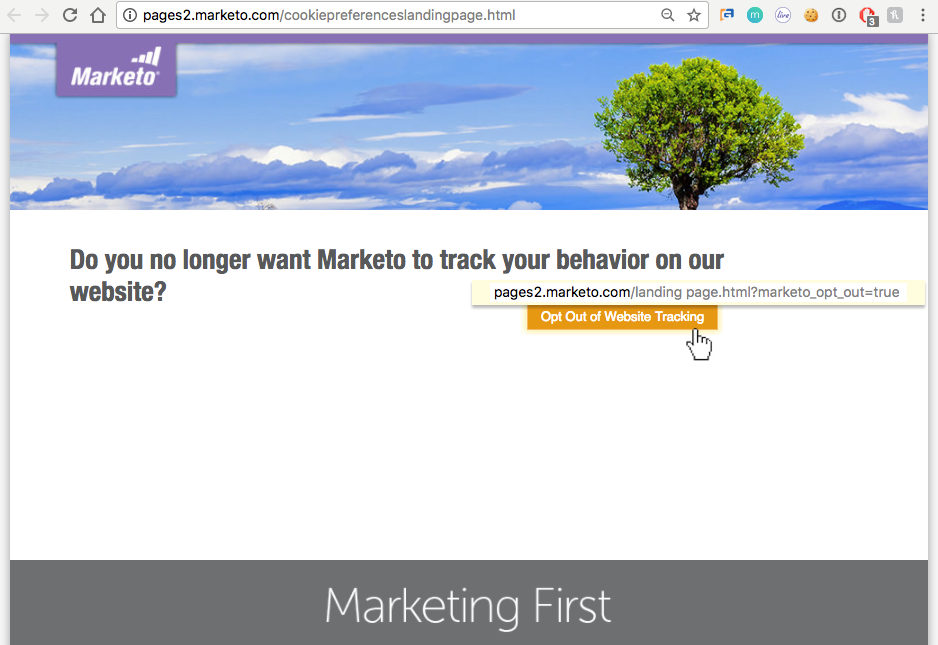 pages2.marketo.com/cookiepreferenceslandingpage.html
m
live
3
Marketo
Do you no longer want Marketo to track your behavior on our
website?
pages2.marketo.com/landing page.html?marketo_opt_out=true
Opt Out of Website Tracking
Marketing First